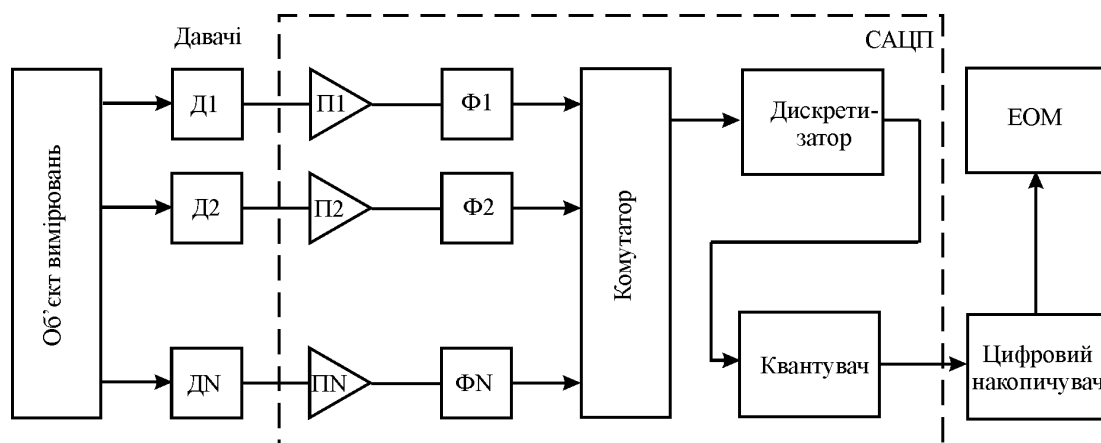 Давачі
САЦП
Об’єкт вимірювань
Д1
П1
Ф1
Д2
П2
Ф2
ДN
ПN
ФN
Комутатор
Дискрети-
затор
Квантувач
ЕОМ
Цифровий
накопичувач